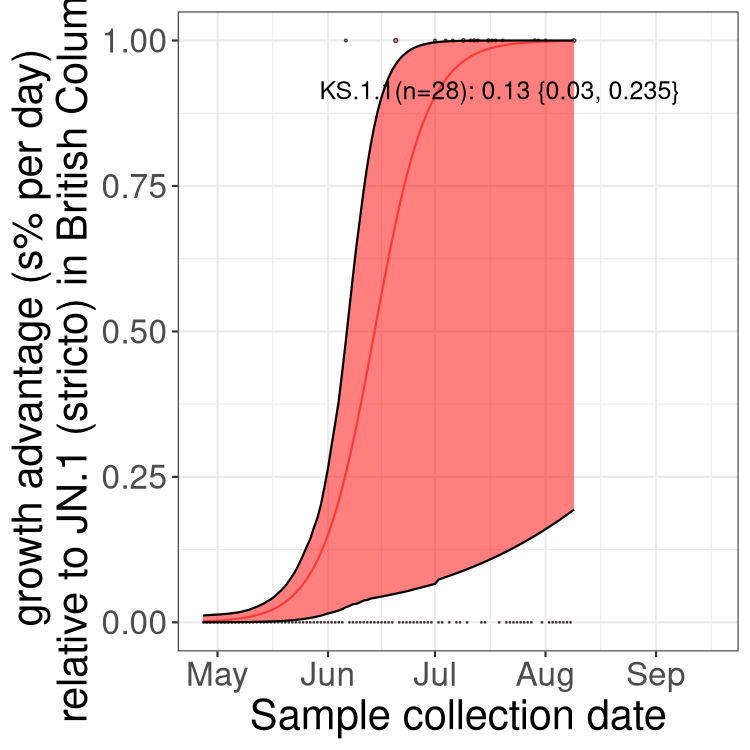 growth advantage (s% per day)
relative to JN.1 (stricto) in British Colum
1.00
0.75
0.50
0.25
0.00
KS.1.1(n=28): 0.13 {0.03, 0.235}
May Jun Jul Aug Sep
Sample collection date